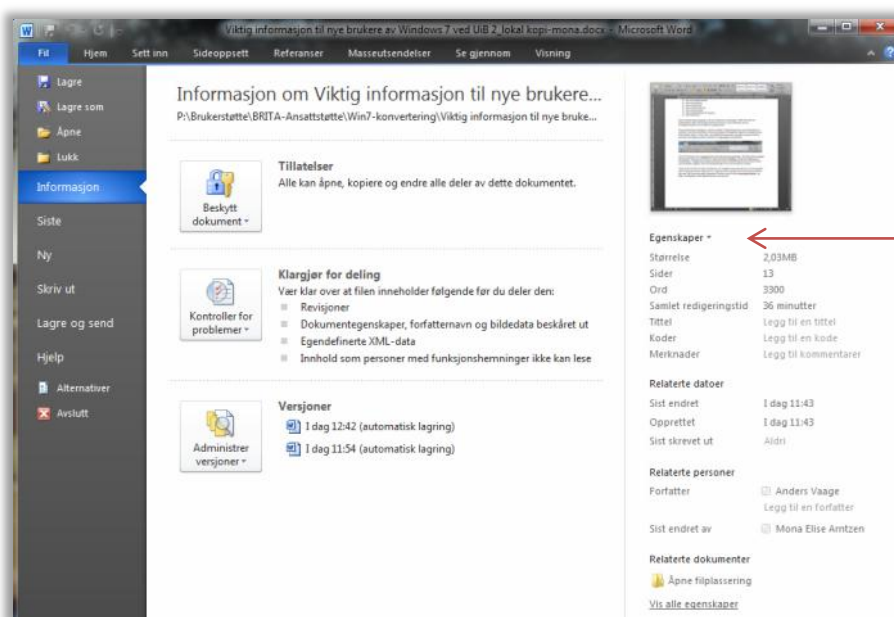 Viktig informasjon til nye brukere av Windows 7 ved UiB 2_lokal kopi-mona.docx - Microsoft Word
Fil Hjem Sett inn Sideoppsett Referanser Masseutsendelser Se gjennom Visning
Lagre
Lagre som
Åpne
Lukk
Informasjon
Siste
Ny
Skriv ut
Lagre og send
Hjelp
Alternativer
Avslutt
Informasjon om Viktig informasjon til nye brukere...
P:\Brukerstøtte\BRITA-Ansattstøtte\Win7-konvertering\Viktig informasjon til nye bruke...
Beskytt
dokument
Tillatelser
Alle kan åpne, kopiere og endre alle deler av dette dokumentet.
Kontroller for
problemer
Klargjør for deling
Vær klar over at filen inneholder følgende før du deler den:
Revisjoner
Dokumentegenskaper, forfatternavn og bildedata beskåret ut
Egendefinerte XML-data
Innhold som personer med funksjonshemninger ikke kan lese
Administrer
versjoner
Versjoner
I dag 12:42 (automatisk lagring)
I dag 11:54 (automatisk lagring)
Egenskaper
Størrelse 2,03MB
Sider 13
Ord 3300
Samlet redigeringstid 36 minutter
Tittel Legg til en tittel
Koder Legg til en kode
Merknader Legg til kommentarer
Relaterte datoer
Sist endret I dag 11:43
Opprettet I dag 11:43
Sist skrevet ut Aldri
Relaterte personer
Forfatter Anders Vaage
Legg til en forfatter
Sist endret av Mona Elise Arntzen
Relaterte dokumenter
Åpne filplassering
Vis alle egenskaper